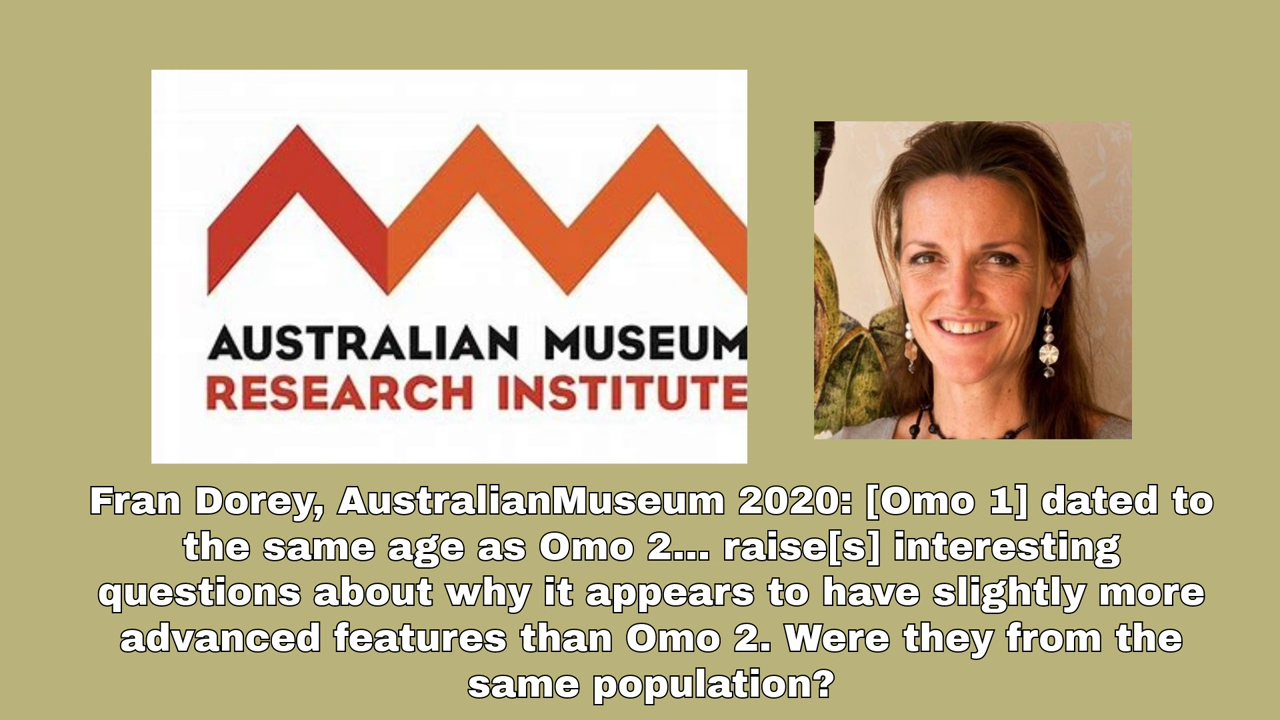 AUSTRALIAN MUSEUM
RESEARCH INSTITUTE
Fran Dorey, AustralianMuseum 2020: [Omo 1] dated to
the same age as Omo 2... raise[s] interesting
questions about why it appears to have slightly more
advanced features than Omo 2. Were they from the
same population?